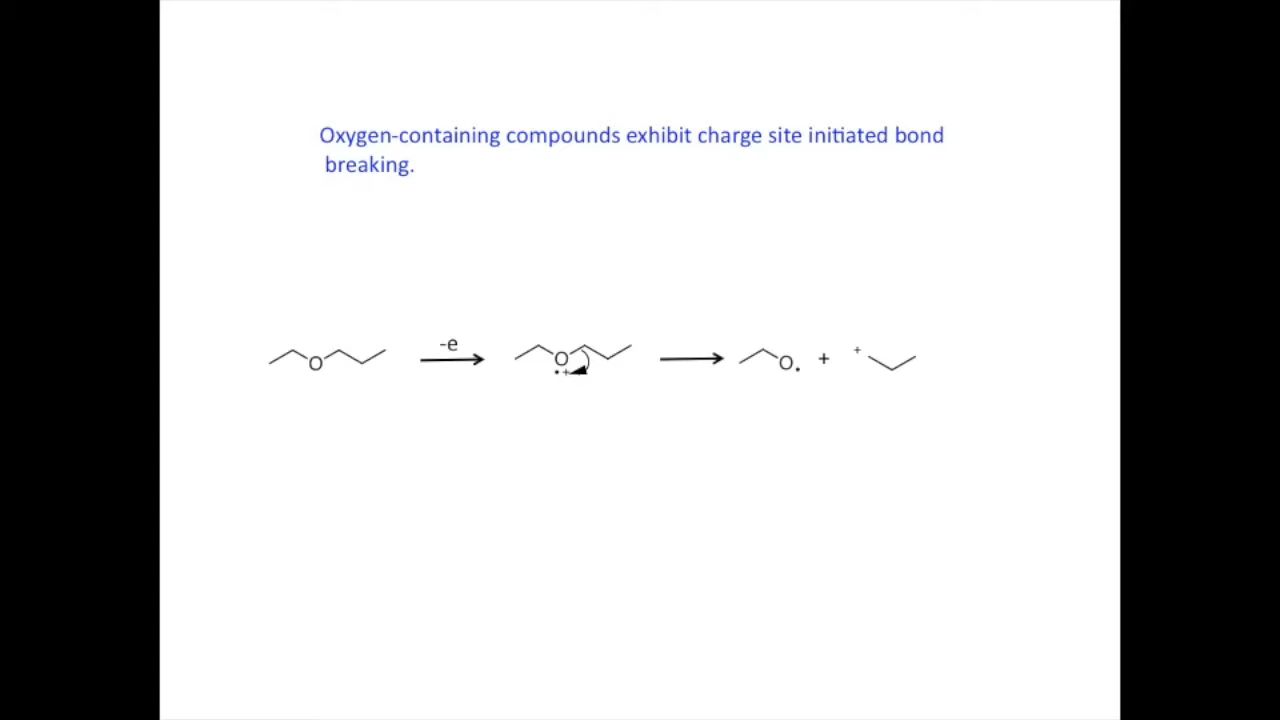 Oxygen-containing compounds exhibit charge site initiated bond
breaking.
-e
O
O
•+
O•
+
+